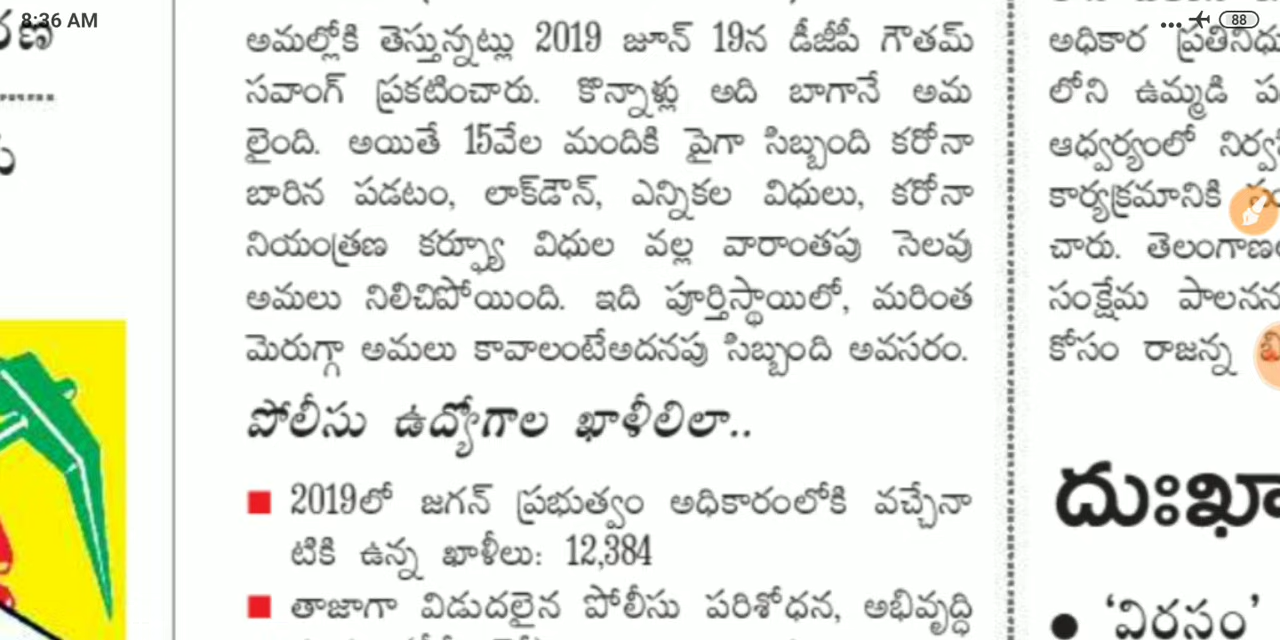 8:36 AM
88
అమల్లోకి తెస్తున్నట్లు 2019 జూన్ 19న డీజీపీ గౌతమ్
సవాంగ్ ప్రకటించారు. కొన్నాళ్లు అది బాగానే అమ
లైంది. అయితే 15వేల మందికి పైగా సిబ్బంది కరోనా
బారిన పడటం, లాక్‌డౌన్, ఎన్నికల విధులు, కరోనా
నియంత్రణ కర్ఫ్యూ విధుల వల్ల వారాంతపు సెలవు
అమలు నిలిచిపోయింది. ఇది పూర్తిస్థాయిలో, మరింత
మెరుగ్గా అమలు కావాలంటేఅదనపు సిబ్బంది అవసరం.
పోలీసు ఉద్యోగాల ఖాళీలిలా..
2019లో జగన్ ప్రభుత్వం అధికారంలోకి వచ్చేనా
టికి ఉన్న ఖాళీలు: 12,384
తాజాగా విడుదలైన పోలీసు పరిశోధన, అభివృద్ధి
అధికార
లోని ఉమ్మడి
ఆధ్వర్యంలో
కార్యక్రమానికి
చారు.
సంక్షేమ
కోసం రాజన్న
• ‘విరసం’